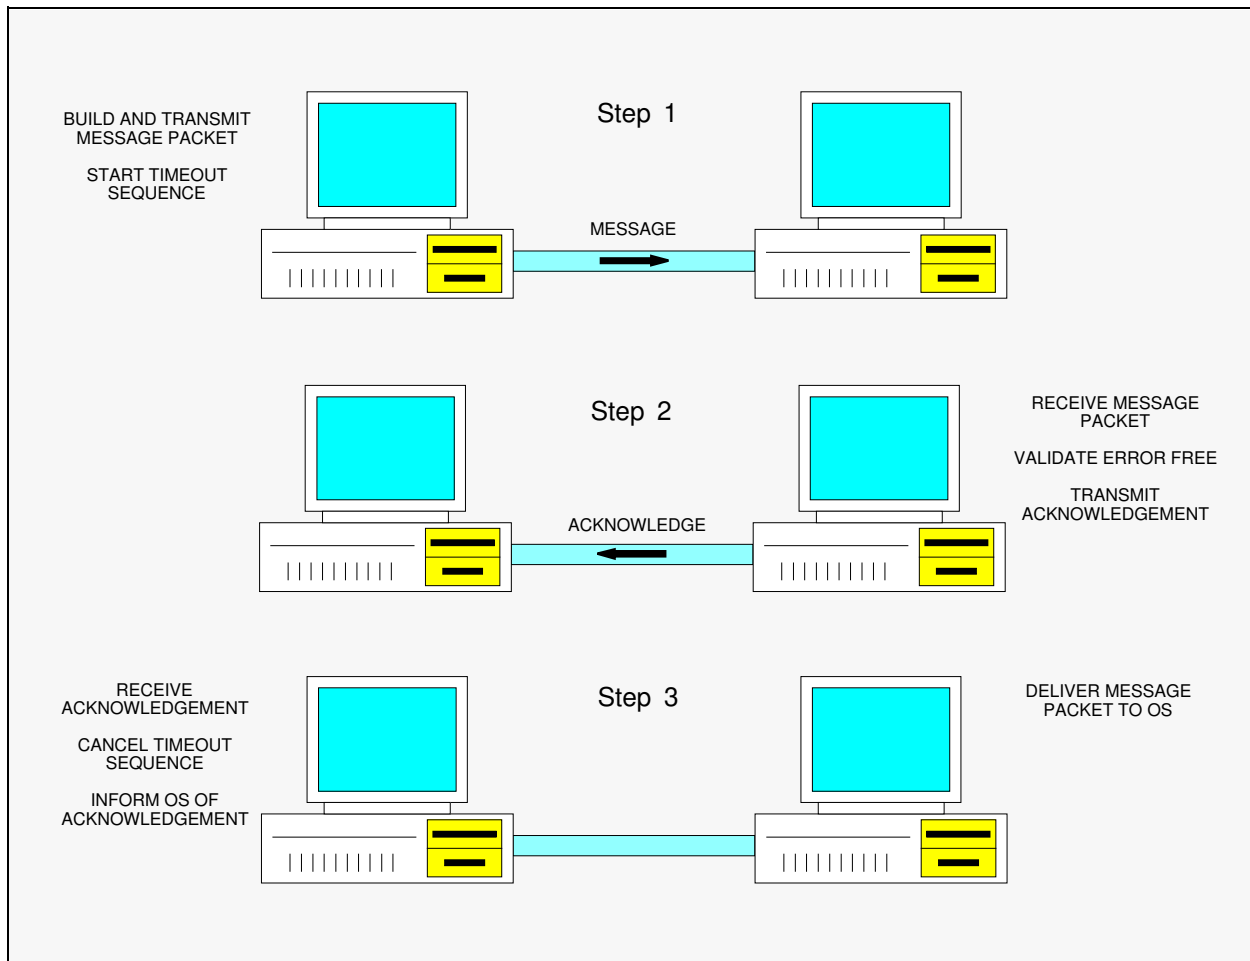 Step 1
BUILD AND TRANSMIT
MESSAGE PACKET
START TIMEOUT
SEQUENCE
MESSAGE
Step 2
ACKNOWLEDGE
RECEIVE MESSAGE
PACKET
VALIDATE ERROR FREE
TRANSMIT
ACKNOWLEDGEMENT
Step 3
RECEIVE
ACKNOWLEDGEMENT
CANCEL TIMEOUT
SEQUENCE
INFORM OS OF
ACKNOWLEDGEMENT
DELIVER MESSAGE
PACKET TO OS